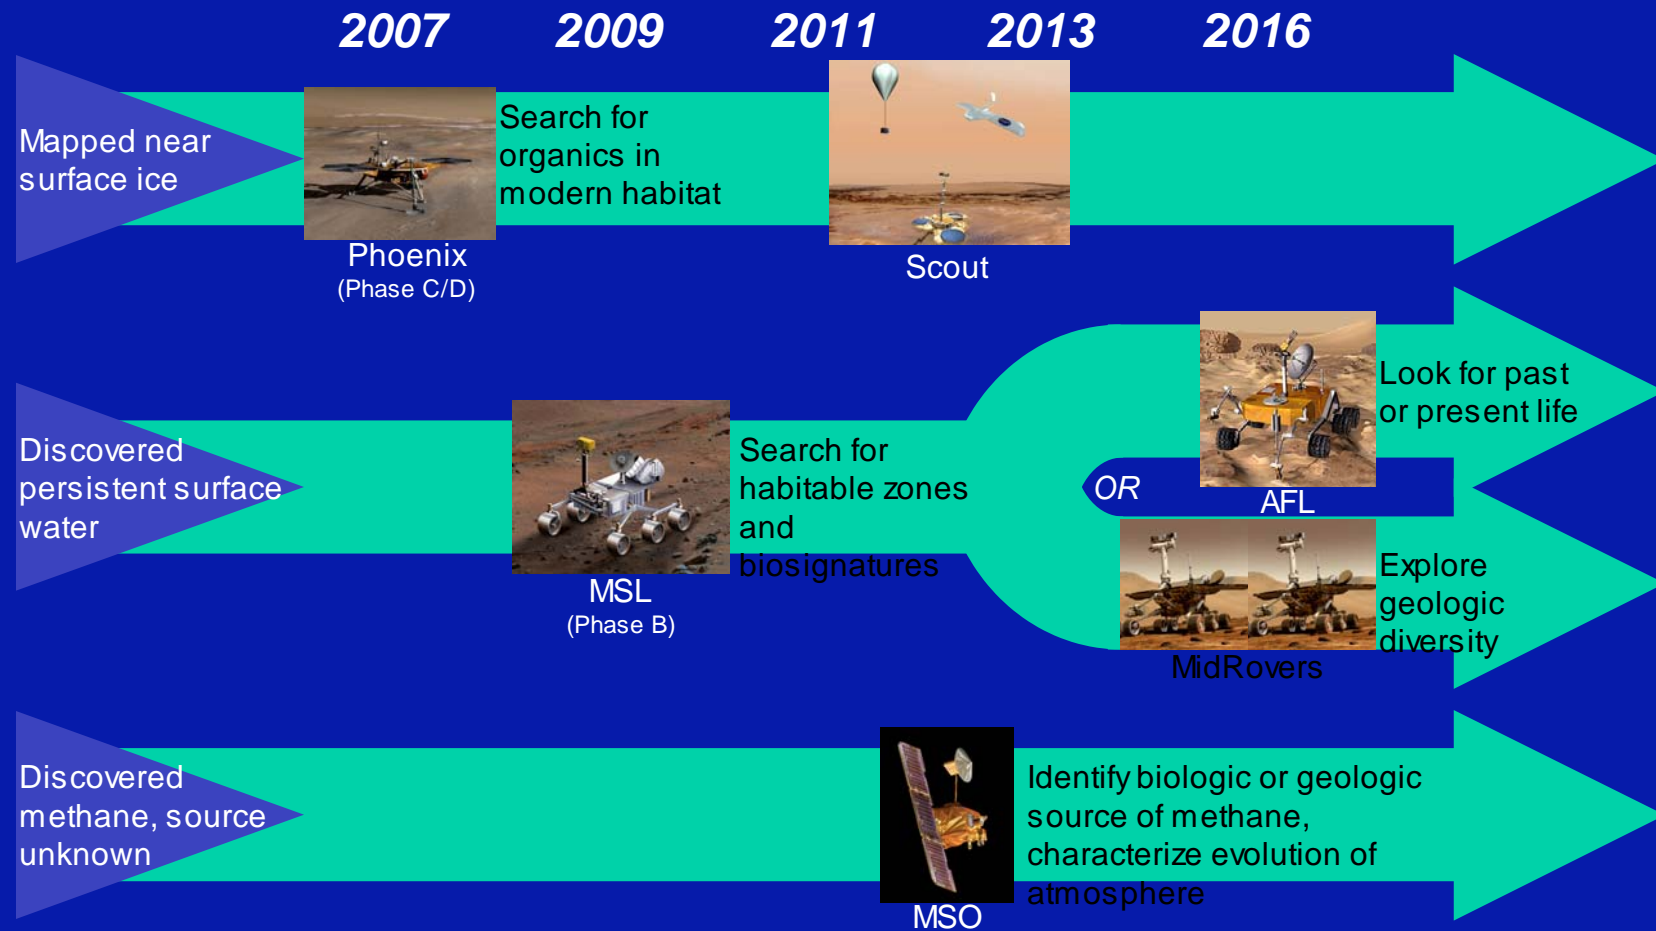 2007 2009 2011 2013 2016
Mapped near
surface ice
Search for
organics in
modern habitat
Phoenix
(Phase C/D)
Scout
Discovered
persistent surface
water
MSL
(Phase B)
Search for
habitable zones
and
biosignatures
OR
AFL
Look for past
or present life
MidRovers
Explore
geologic
diversity
Discovered
methane, source
unknown
MSO
Identify biologic or geologic
source of methane,
characterize evolution of
atmosphere